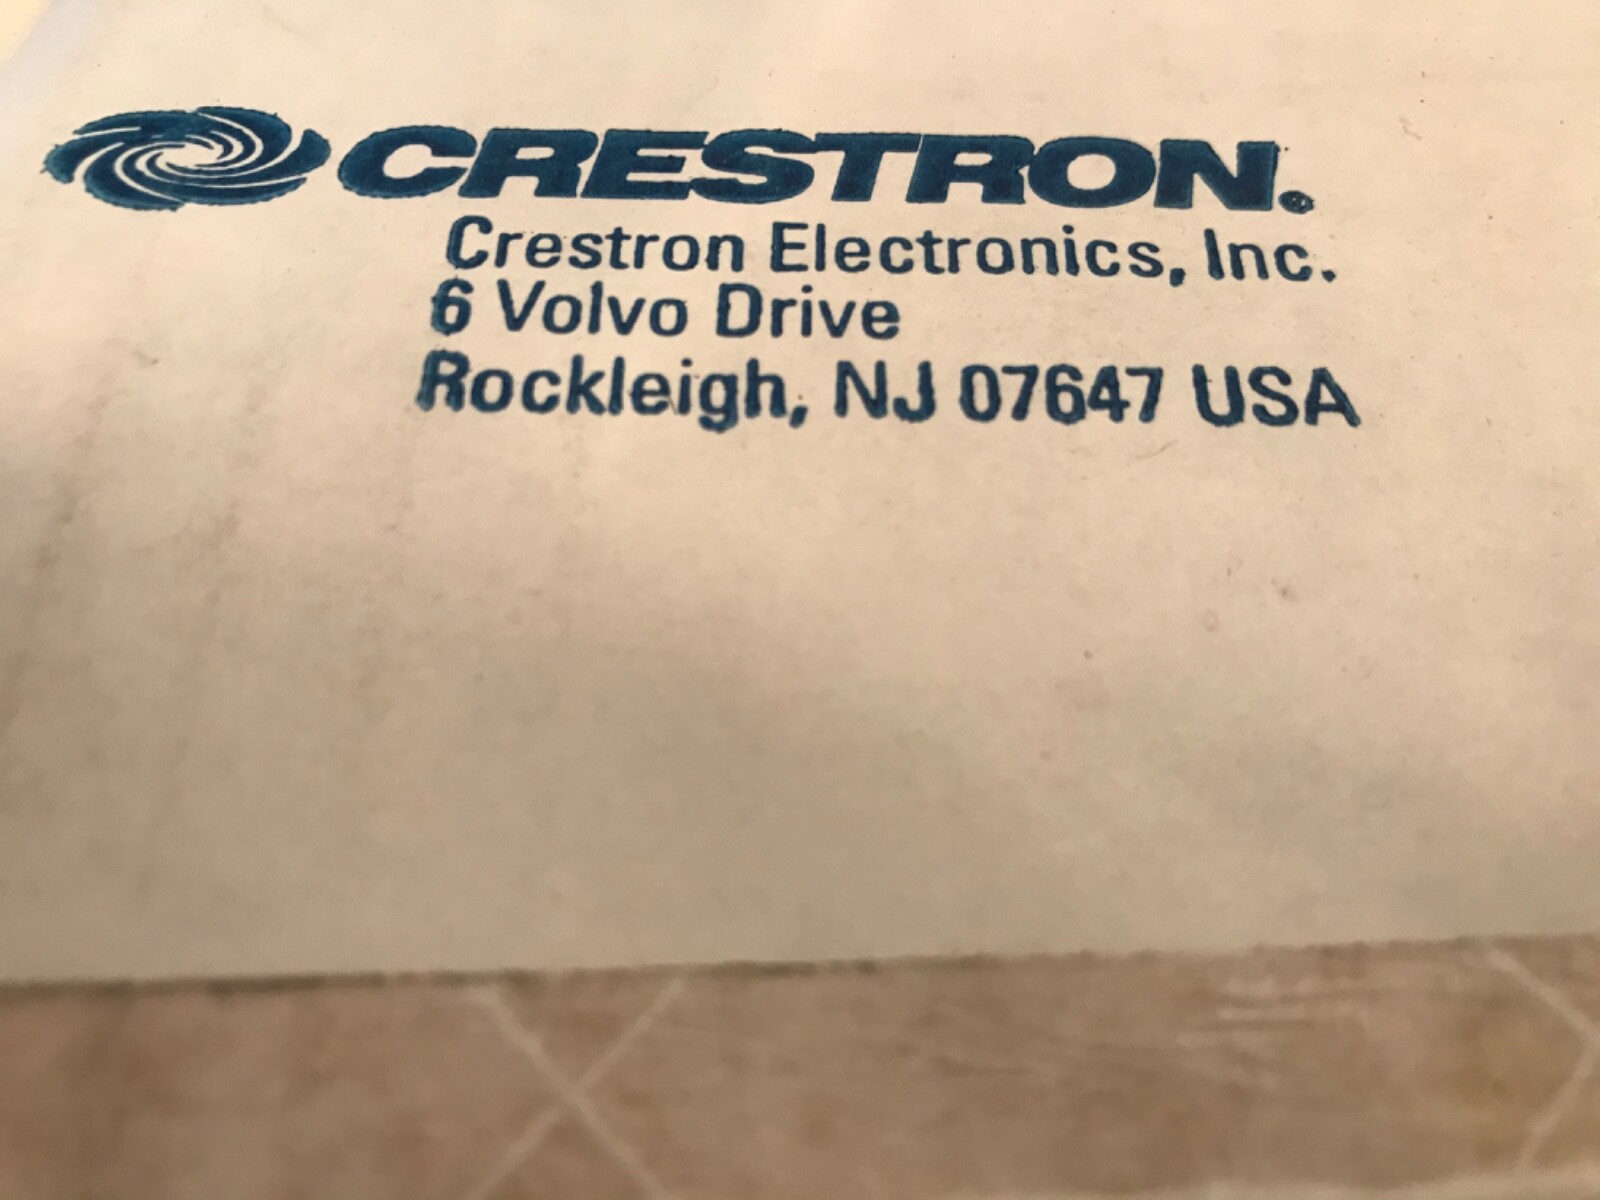 CRESTRON®
Crestron Electronics, Inc.
6 Volvo Drive
Rockleigh, NJ 07647 USA